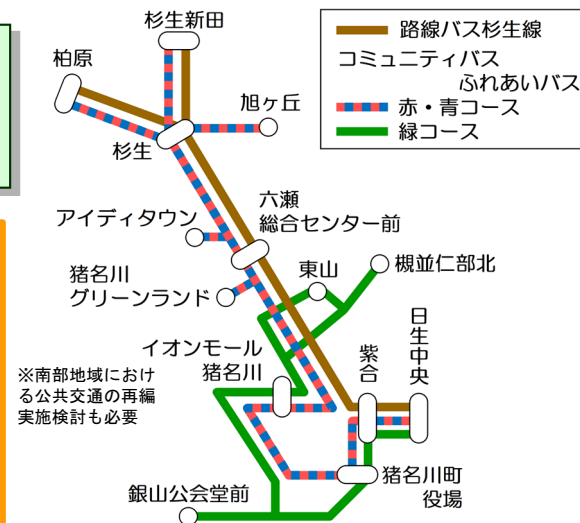 杉生新田
柏原
旭ヶ丘
杉生
路線バス杉生線
コミュニティバス
ふれあいバス
赤・青コース
緑コース
六瀬
総合センター前
アイディタウン
猪名川
グリーンランド
東山
槻並仁部北
イオンモール
猪名川
紫合
日生中央
※南部地域におけ
る公共交通の再編
実施検討も必要
猪名川町
役場
銀山公会堂前